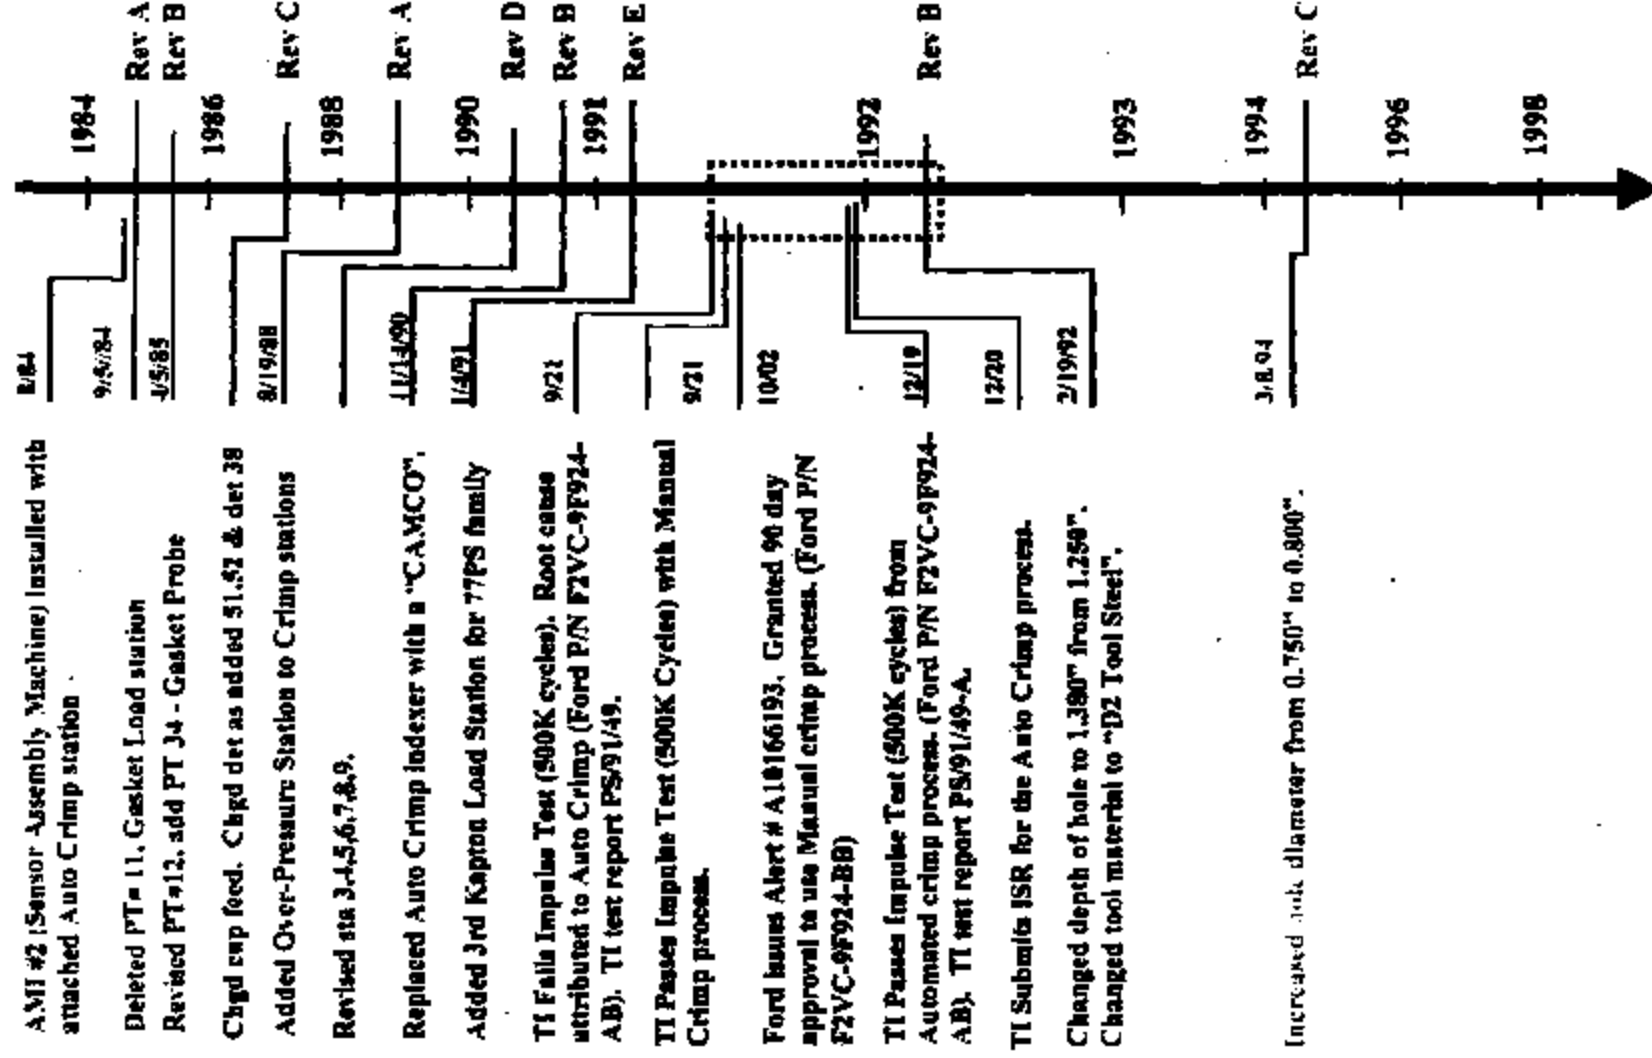 1984
1986
1988
1990
1991
1992
1993
1994
1996
1998
Rev A
Rev B
Rev C
Rev A
Rev D
Rev B
Rev E
Rev B
Rev C
8/84
9/5/84
8/19/88
11/14/90
1/4/91
9/21
9/21
10/02
12/19
12/20
2/19/92
AMI #2 (Sensor Assembly Machine) Installed with
attached Auto Crimp station
Deleted PT# 11, Gasket Load station
Revised PT#12, add PT 34 - Gasket Probe
Chgd cup feed. Chgd det as added 51,52 & det 38
Added Over-Pressure Station to Crimp stations
Revised sta 3,4,5,6,7,8,9.
Replaced Auto Crimp Indexer with a "CAMCO".
Added 3rd Kapton Load Station for 77PS family
TI Fails Impulse Test (500K cycles). Root cause
attributed to Auto Crimp (Ford P/N F2VC-9F924-
AB). TI test report PS/91/49.
TI Passes Impulse Test (500K Cycles) with Manual
Crimp process.
Ford Issues Alert # A10166193. Granted 90 day
approval to use Manual crimp process. (Ford P/N
F2VC-9F924-BB)
TI Passes Impulse Test (500K cycles) from
Automated crimp process. (Ford P/N F2VC-9F924-
AB). TI test report PS/91/49-A.
TI Submits ISR for the Auto Crimp process.
Changed depth of hole to 1.380" from 1.250".
Changed tool material to "D2 Tool Steel".
Increased diameter from 0.750" to 0.800".